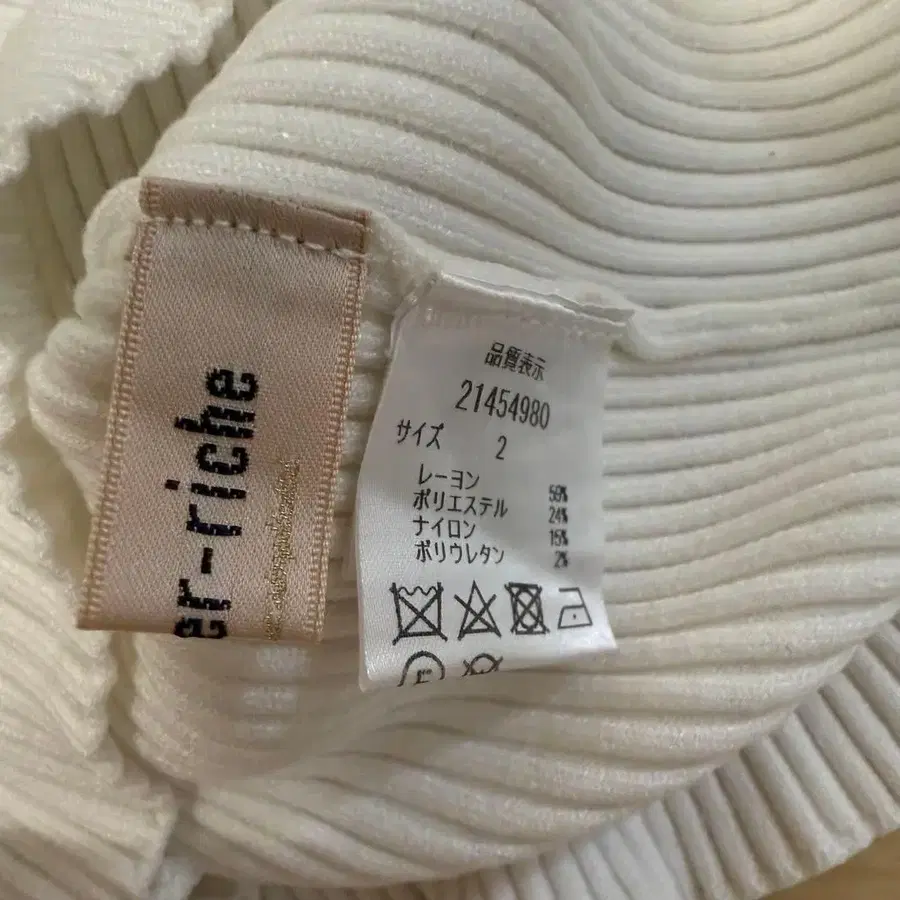 er-riche
品質表示
21454980
サイズ 2
レーヨン 59%
ポリエステル 24%
ナイロン 15%
ポリウレタン 2%